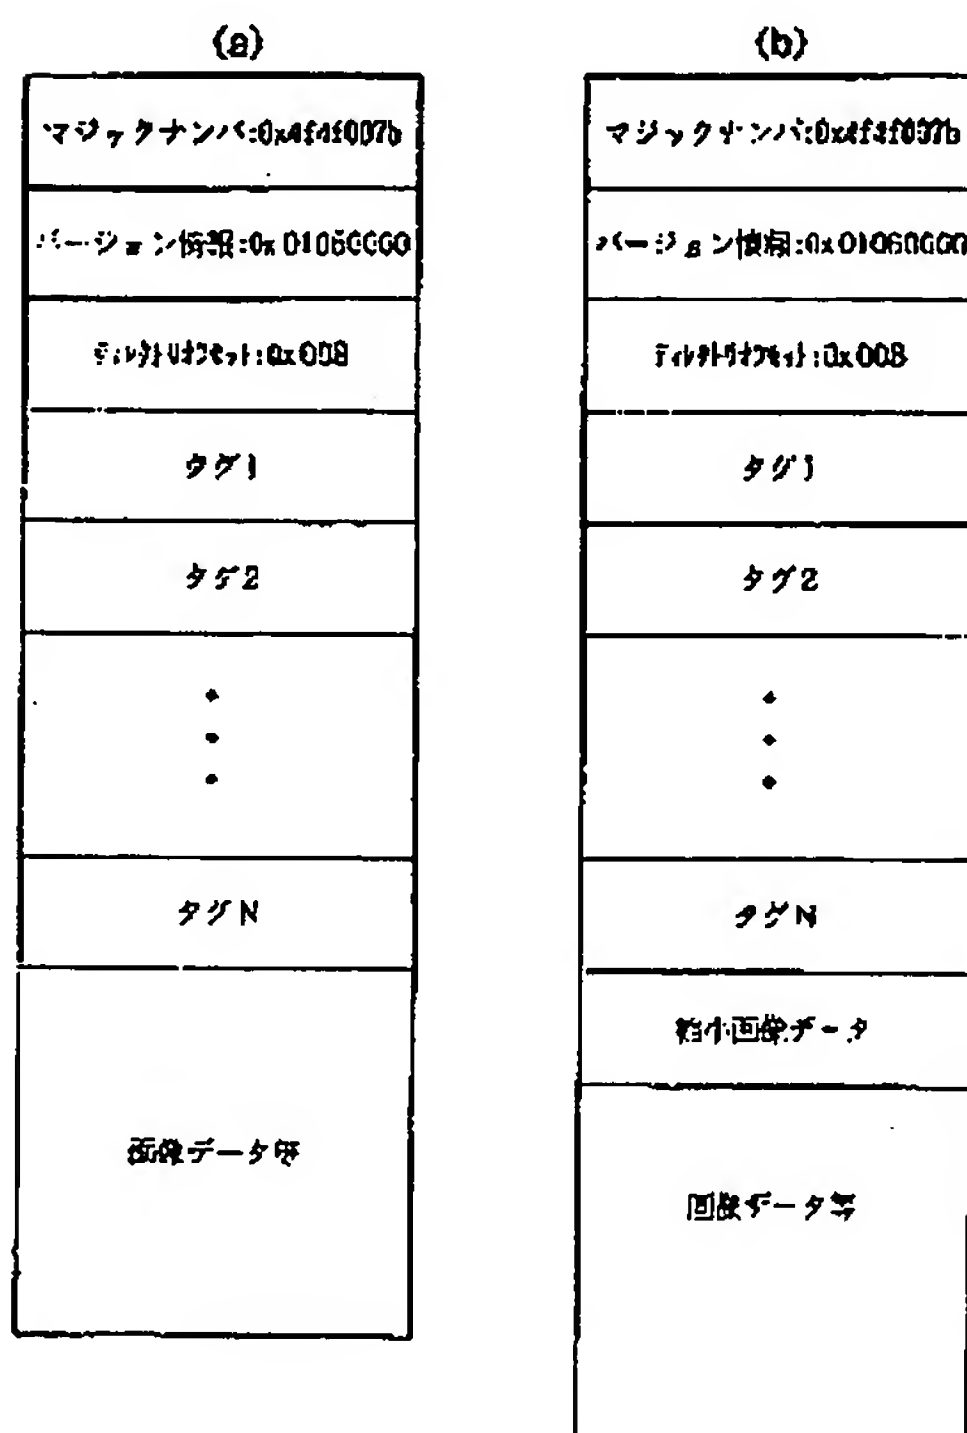 (a)
マジックナンバ:0x4f4f007b
バージョン情報:0x01060000
ディレクトリオフセット:0x008
タグ1
タグ2
タグN
画像データ等
(b)
マジックナンバ:0x4f4f007b
バージョン情報:0x01060000
ディレクトリオフセット:0x008
タグ1
タグ2
タグN
縮小画像データ
画像データ等